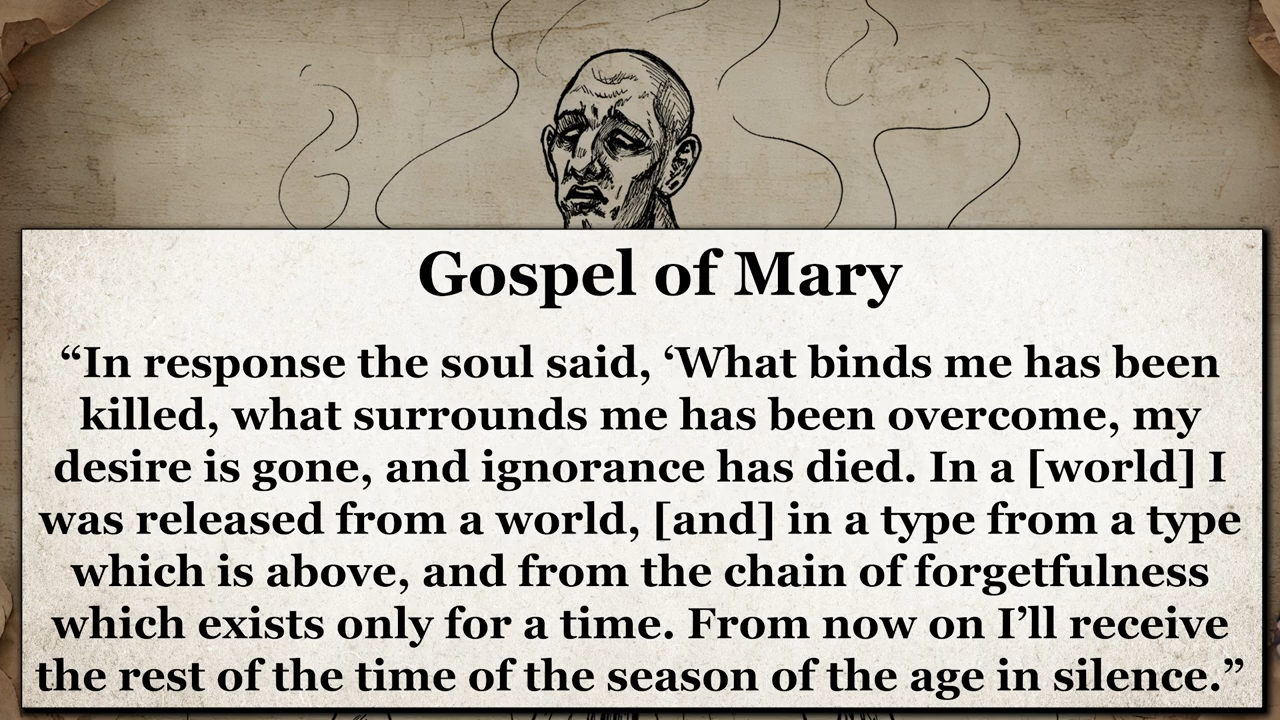 Gospel of Mary
“In response the soul said, ‘What binds me has been
killed, what surrounds me has been overcome, my
desire is gone, and ignorance has died. In a [world] I
was released from a world, [and] in a type from a type
which is above, and from the chain of forgetfulness
which exists only for a time. From now on I’ll receive
the rest of the time of the season of the age in silence.”